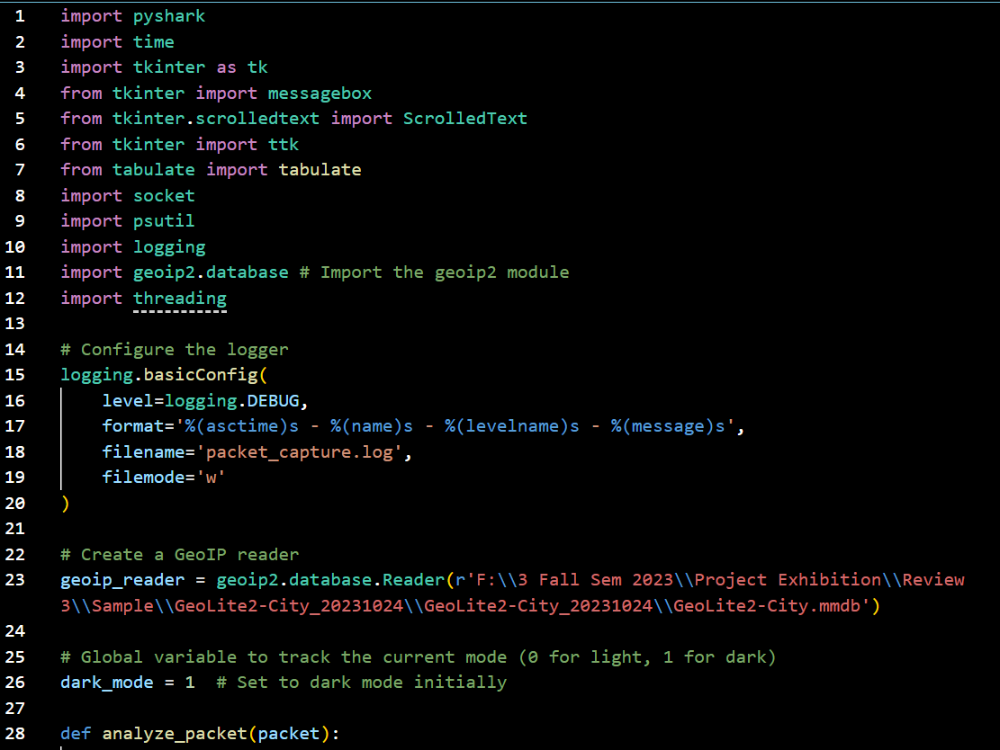 1 import pyshark
2 import time
3 import tkinter as tk
4 from tkinter import messagebox
5 from tkinter.scrolledtext import ScrolledText
6 from tkinter import ttk
7 from tabulate import tabulate
8 import socket
9 import psutil
10 import logging
11 import geoip2.database # Import the geoip2 module
12 import threading
13
14 # Configure the logger
15 logging.basicConfig(
16     level=logging.DEBUG,
17     format='%(asctime)s - %(name)s - %(levelname)s - %(message)s',
18     filename='packet_capture.log',
19     filemode='w'
20 )
21
22 # Create a GeoIP reader
23 geoip_reader = geoip2.database.Reader(r'F:\\3 Fall Sem 2023\\Project Exhibition\\Review
3\\Sample\\GeoLite2-City_20231024\\GeoLite2-City_20231024\\GeoLite2-City.mmdb')
24
25 # Global variable to track the current mode (0 for light, 1 for dark)
26 dark_mode = 1  # Set to dark mode initially
27
28 def analyze_packet(packet):